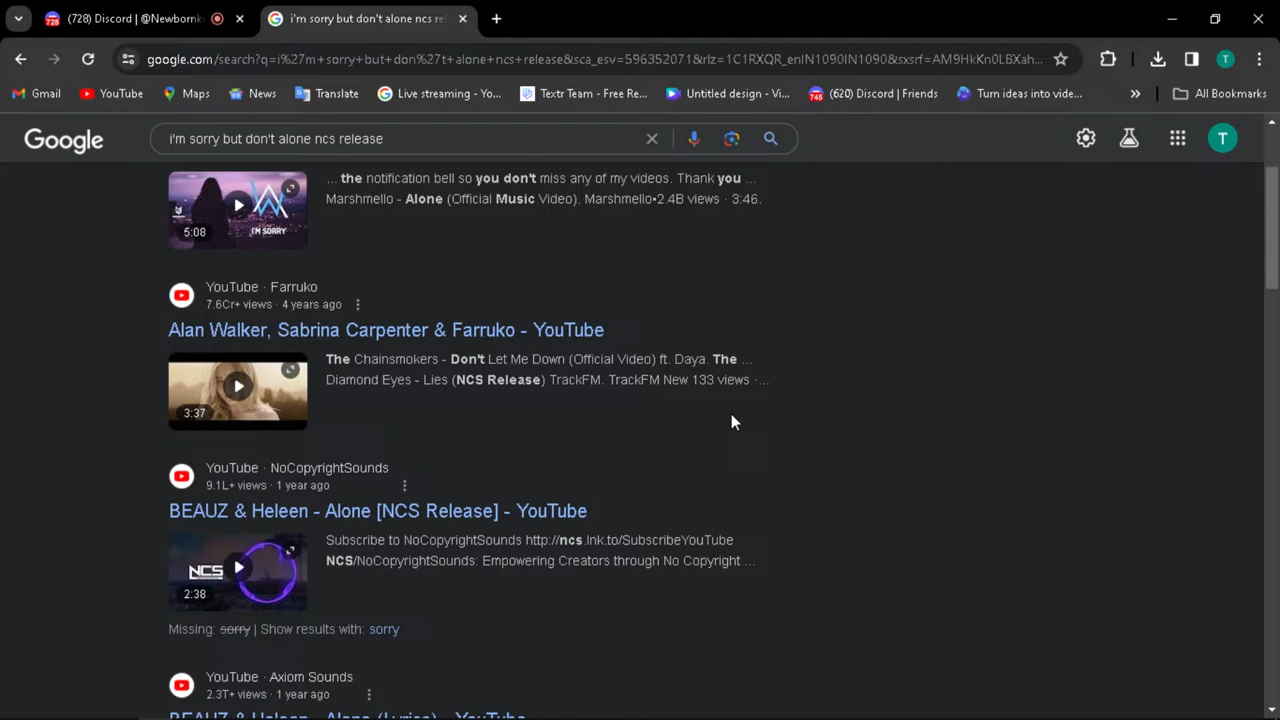 (728) Discord | @Newbornk
i'm sorry but don't alone ncs rel
google.com/search?q=i%27m+sorry+but+don%27t+alone+ncs+release&sca_esv=596352071&rlz=1C1RXQR_enIN1090IN1090&sxsrf=AM9HkKn0LBXah...
Gmail
YouTube
Maps
News
Translate
Live streaming - Yo...
Textr Team - Free Re...
Untitled design - Vi...
745
(620) Discord | Friends
Turn ideas into vide...
All Bookmarks
Google
i'm sorry but don't alone ncs release
T
... the notification bell so you don't miss any of my videos. Thank you ...
Marshmello - Alone (Official Music Video). Marshmello•2.4B views · 3:46.
I'M SORRY
5:08
YouTube · Farruko
7.6Cr+ views · 4 years ago
Alan Walker, Sabrina Carpenter & Farruko - YouTube
The Chainsmokers - Don't Let Me Down (Official Video) ft. Daya. The ...
Diamond Eyes - Lies (NCS Release) TrackFM. TrackFM New 133 views · ...
3:37
YouTube · NoCopyrightSounds
9.1L+ views · 1 year ago
BEAUZ & Heleen - Alone [NCS Release] - YouTube
Subscribe to NoCopyrightSounds http://ncs.lnk.to/SubscribeYouTube
NCS/NoCopyrightSounds: Empowering Creators through No Copyright ...
NCS
2:38
Missing: sorry | Show results with: sorry
YouTube · Axiom Sounds
2.3T+ views · 1 year ago
BEAUZ & Heleen - Alone (Lyrics) - YouTube